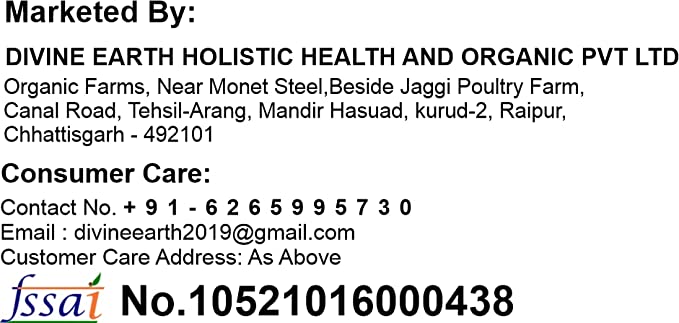 Marketed By:
DIVINE EARTH HOLISTIC HEALTH AND ORGANIC PVT LTD
Organic Farms, Near Monet Steel,Beside Jaggi Poultry Farm,
Canal Road, Tehsil-Arang, Mandir Hasuad, kurud-2, Raipur,
Chhattisgarh - 492101
Consumer Care:
Contact No. + 9 1 - 6 2 6 5 9 9 5 7 3 0
Email : divineearth2019@gmail.com
Customer Care Address: As Above
fssai No.10521016000438